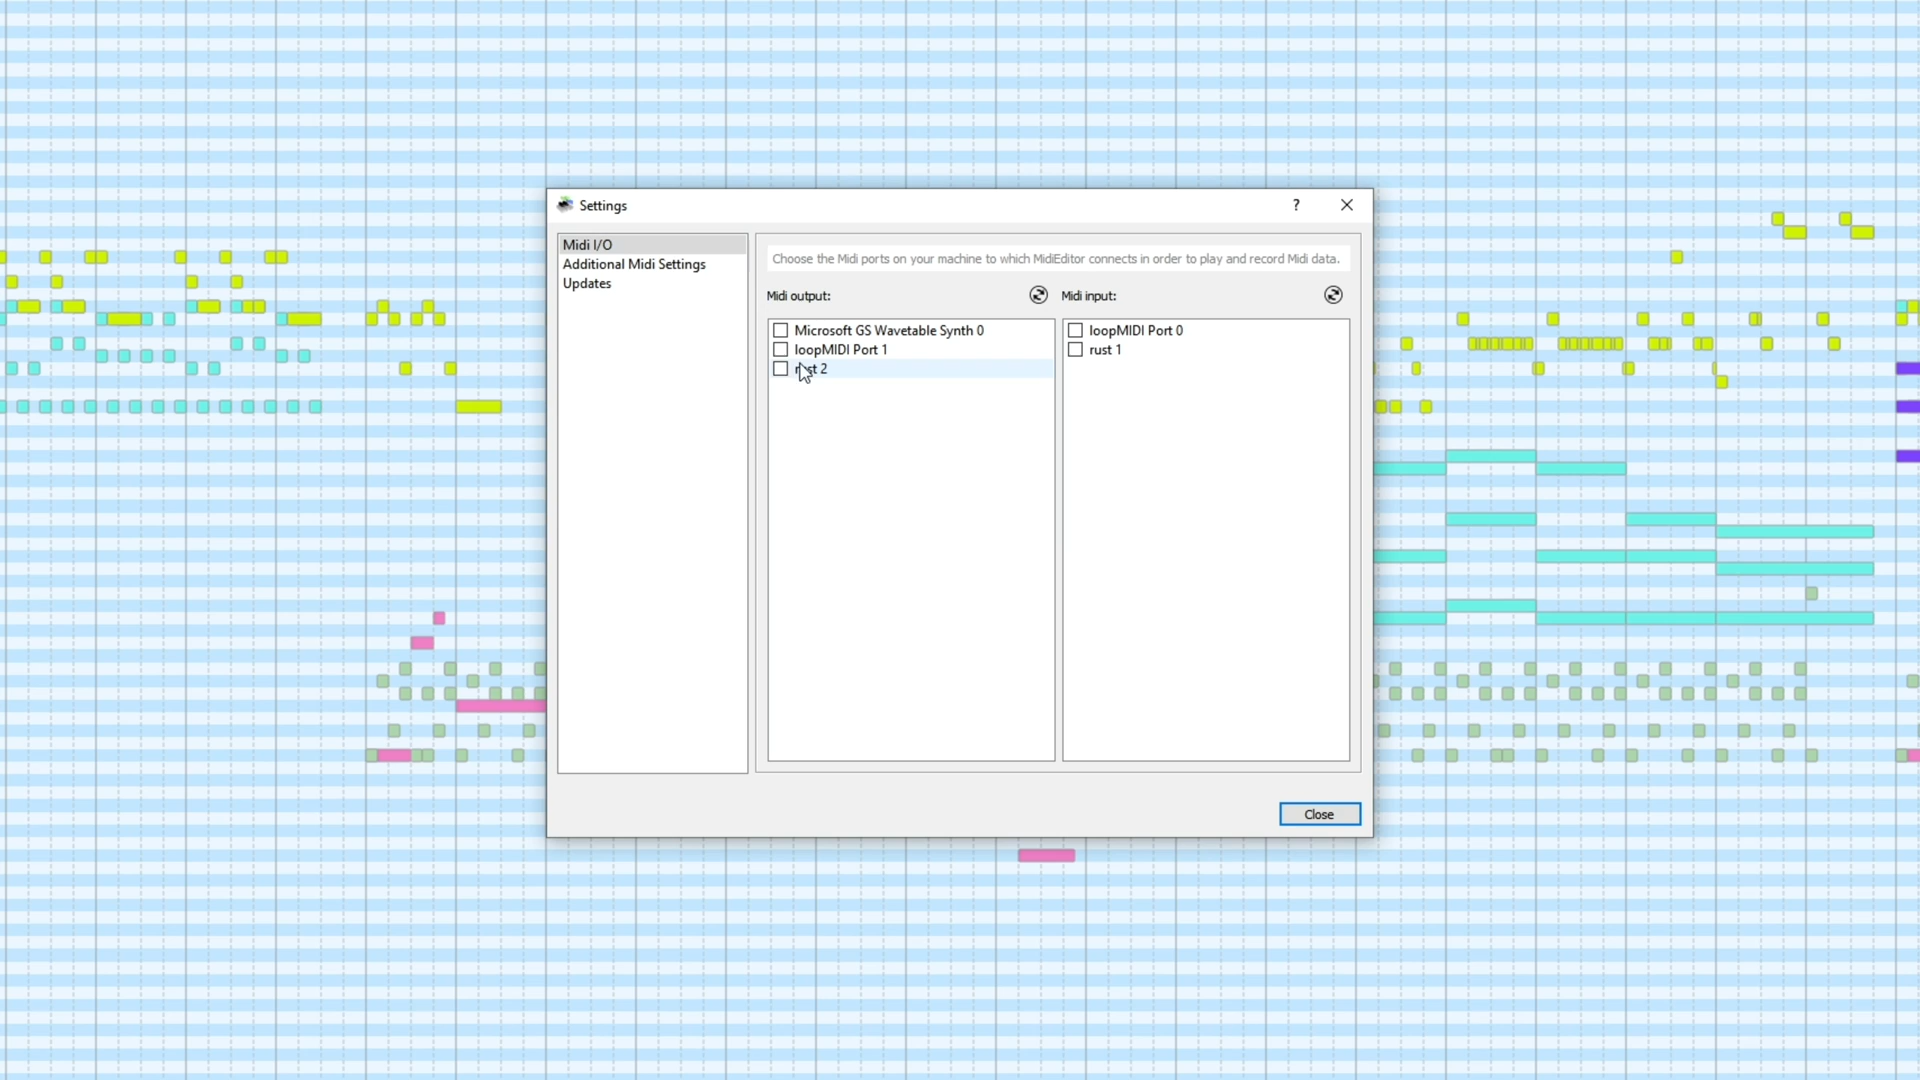 Settings
?
Midi I/O
Additional Midi Settings
Updates
Choose the Midi ports on your machine to which MidiEditor connects in order to play and record Midi data.
Midi output:
Midi input:
Microsoft GS Wavetable Synth 0
loopMIDI Port 1
rust 2
loopMIDI Port 0
rust 1
Close